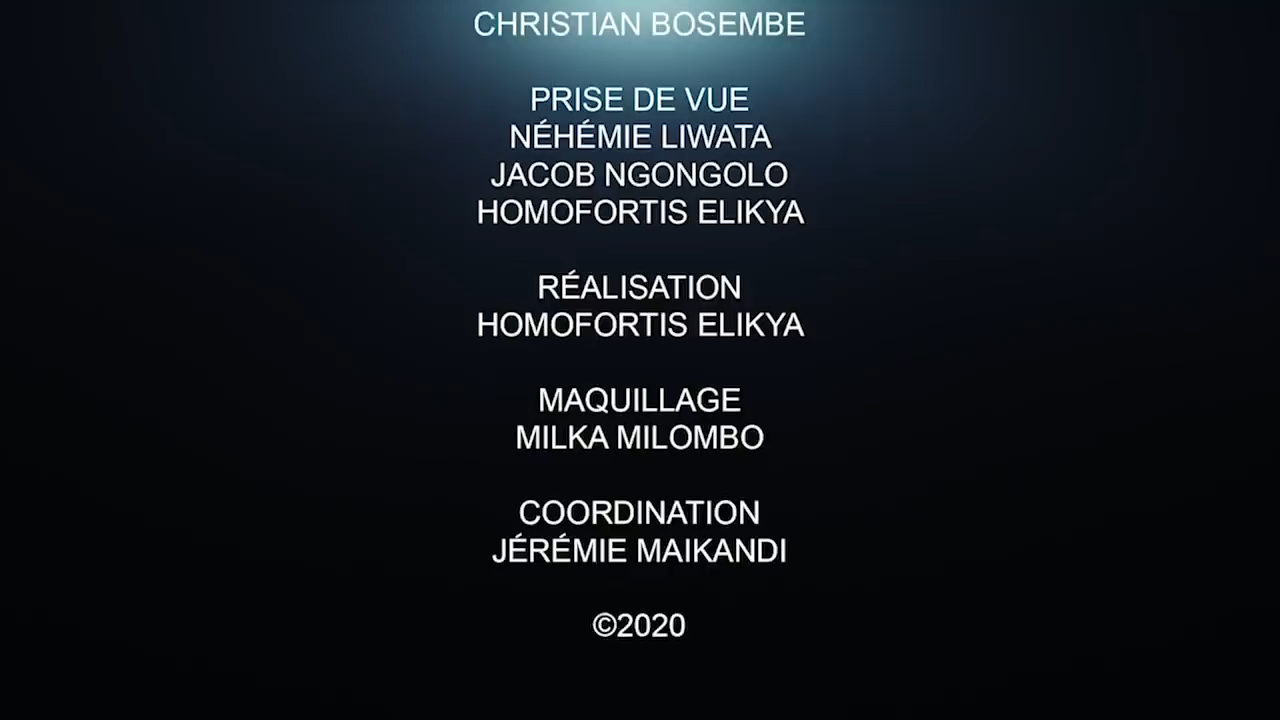 CHRISTIAN BOSEMBE
PRISE DE VUE
NÉHÉMIE LIWATA
JACOB NGONGOLO
HOMOFORTIS ELIKYA
RÉALISATION
HOMOFORTIS ELIKYA
MAQUILLAGE
MILKA MILOMBO
COORDINATION
JÉRÉMIE MAIKANDI
©2020